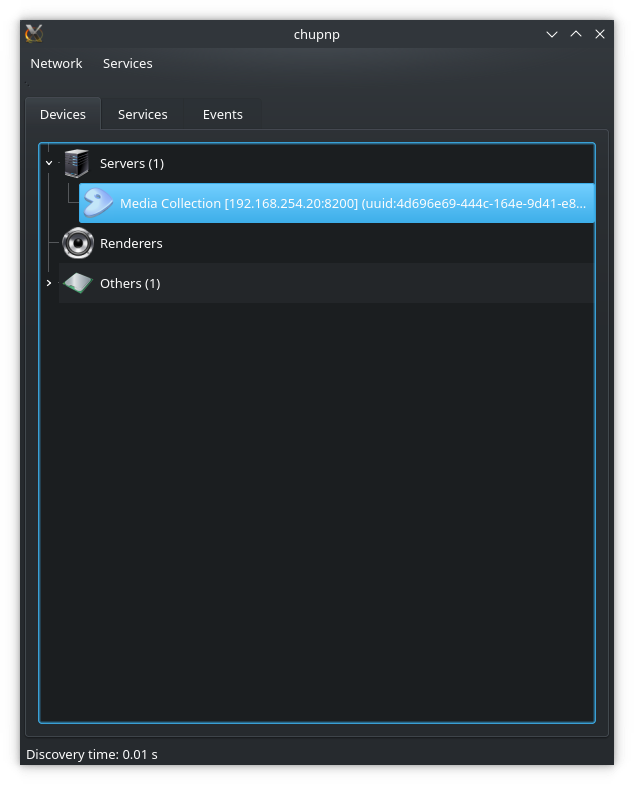 chupnp
Network Services
Devices Services Events
Servers (1)
Media Collection [192.168.254.20:8200] (uuid:4d696e69-444c-164e-9d41-e8...
Renderers
Others (1)
Discovery time: 0.01 s